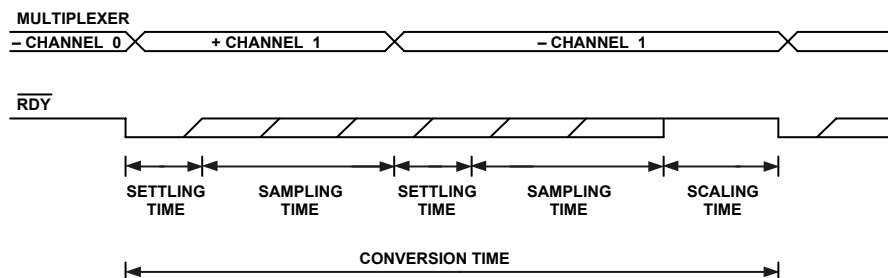 MULTIPLEXER
– CHANNEL 0 + CHANNEL 1 – CHANNEL 1
RDY
SETTLING TIME
SAMPLING TIME
SETTLING TIME
SAMPLING TIME
SCALING TIME
CONVERSION TIME